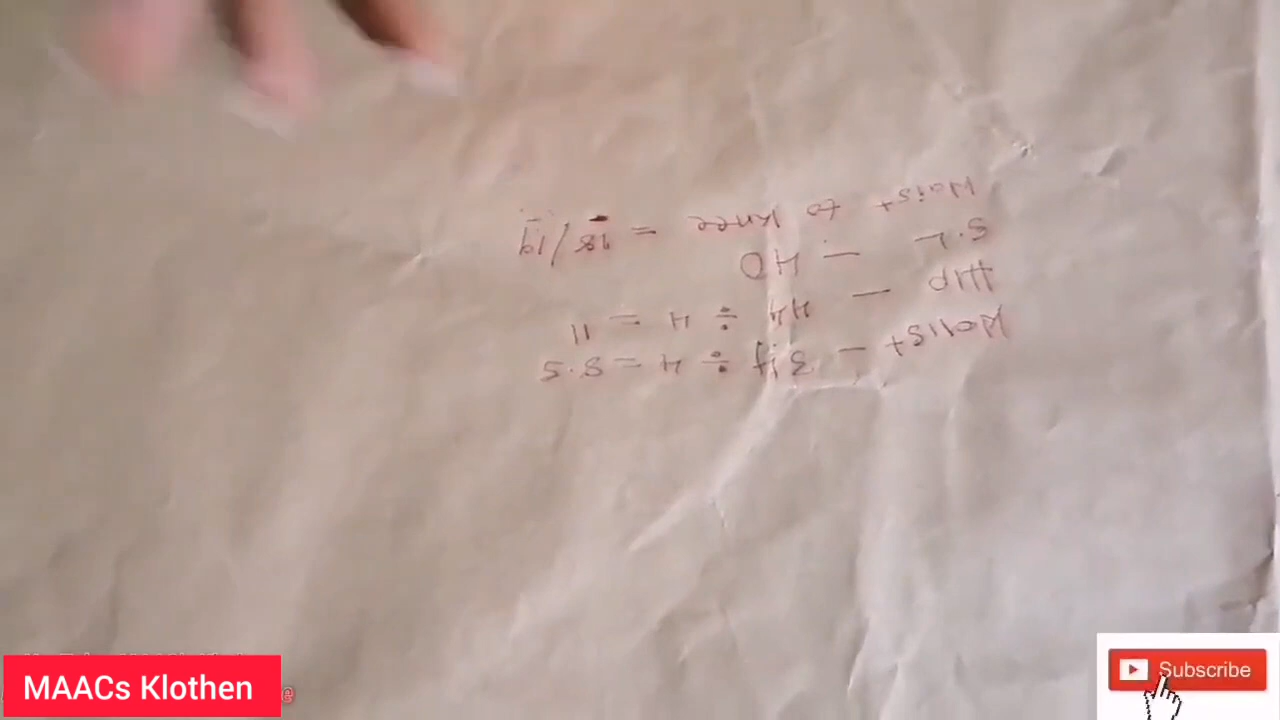 Waist - 34 ÷ 4 = 8.5
Hip - 44 ÷ 4 = 11
S.L - 40
Waist to knee = 18/19
MAACs Klothen
Subscribe